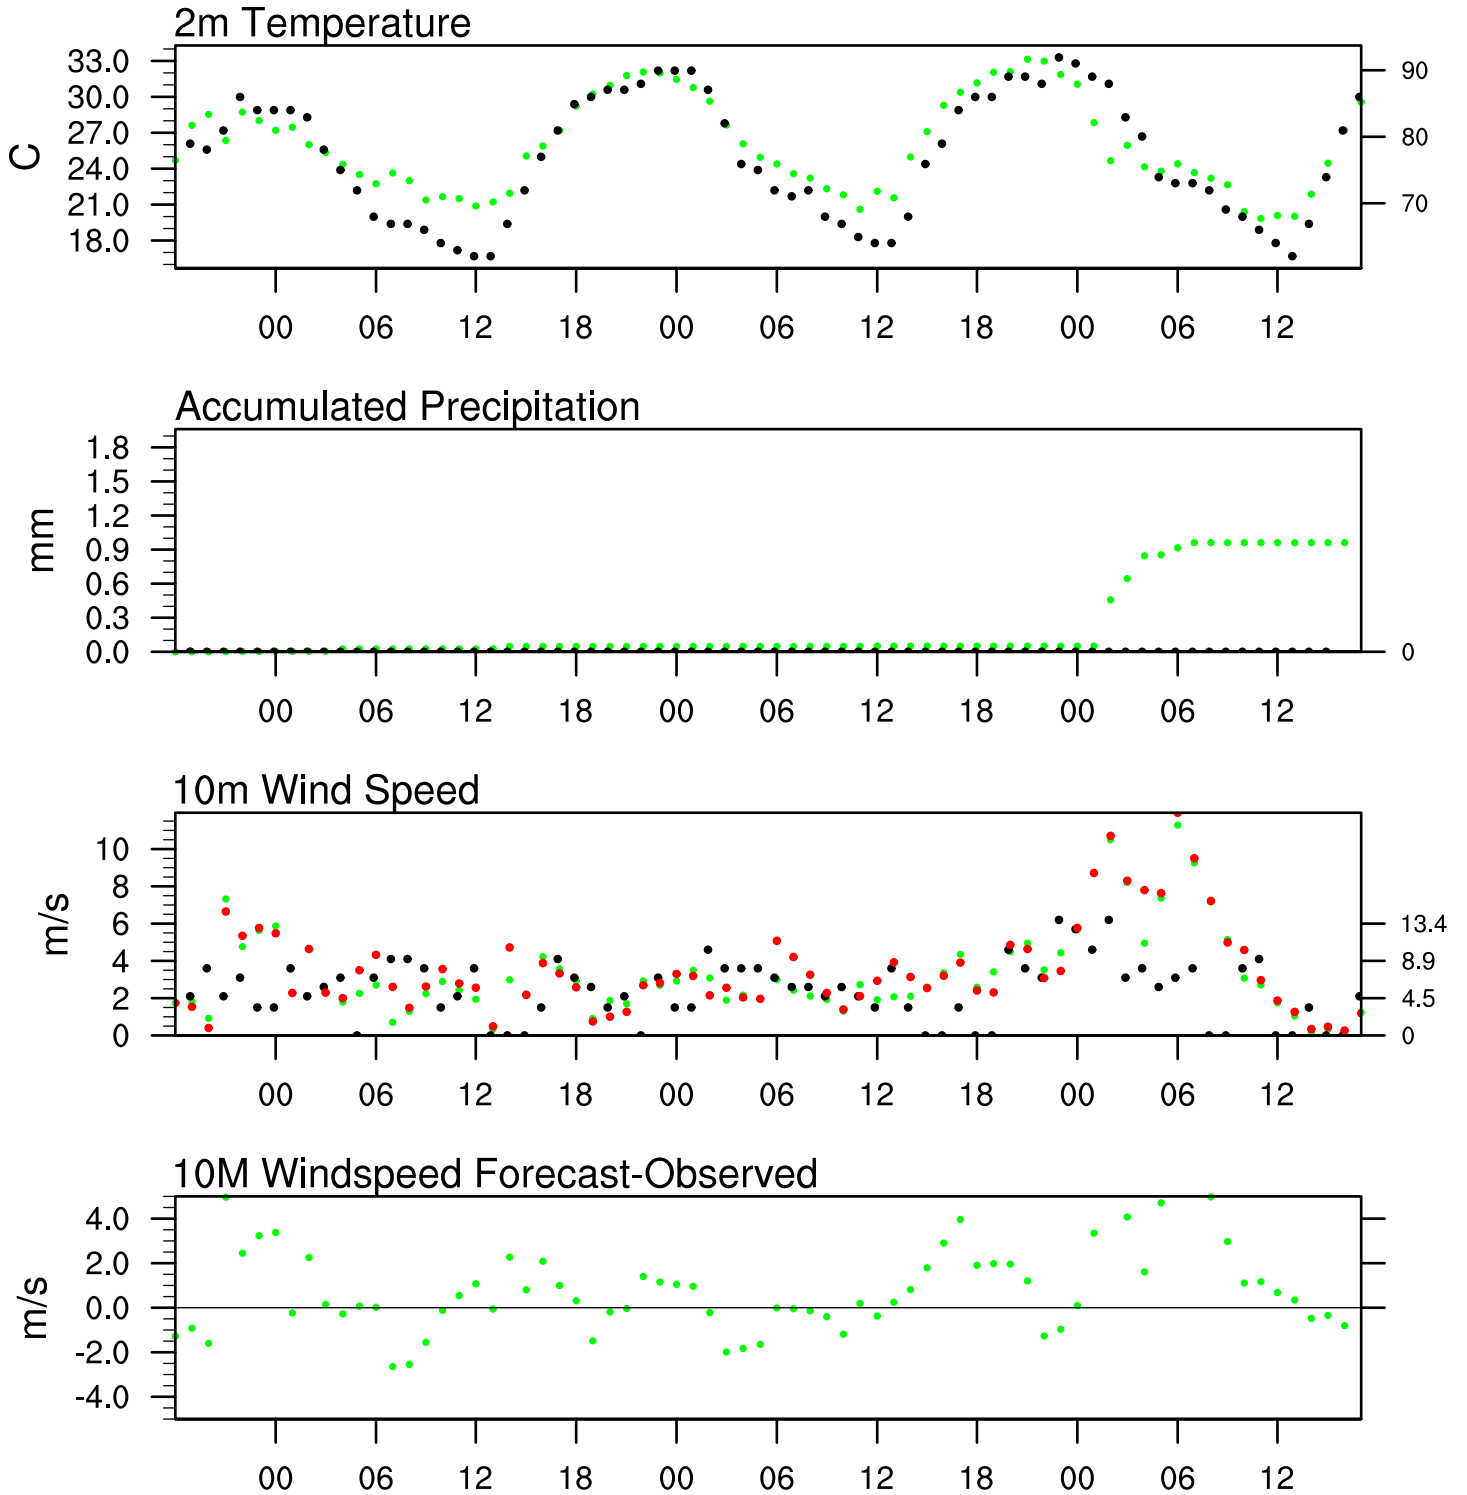 2m Temperature
33.0
30.0
27.0
24.0
21.0
18.0
C
90
80
70
00 06 12 18 00 06 12 18 00 06 12
Accumulated Precipitation
1.8
1.5
1.2
0.9
0.6
0.3
0.0
mm
0
00 06 12 18 00 06 12 18 00 06 12
10m Wind Speed
10
8
6
4
2
0
m/s
13.4
8.9
4.5
0
00 06 12 18 00 06 12 18 00 06 12
10M Windspeed Forecast-Observed
4.0
2.0
0.0
-2.0
-4.0
m/s
00 06 12 18 00 06 12 18 00 06 12